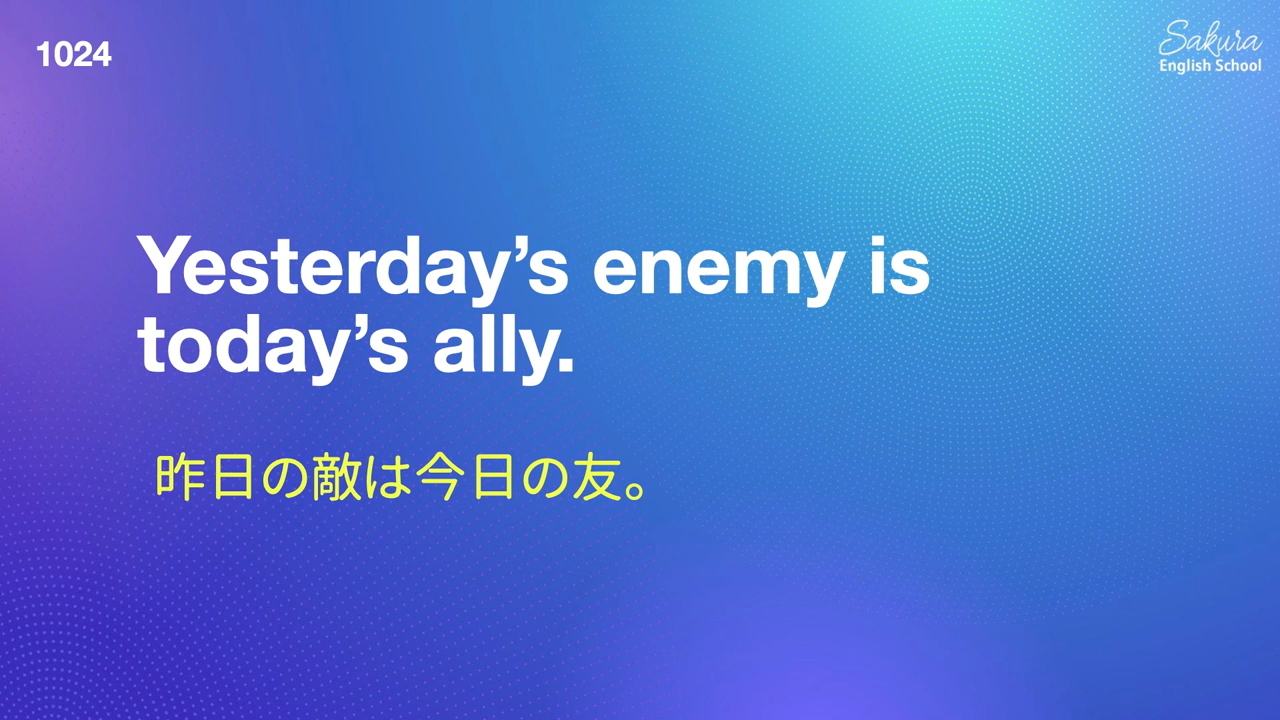 1024
Sakura
English School
Yesterday’s enemy is
today’s ally.
昨日の敵は今日の友。